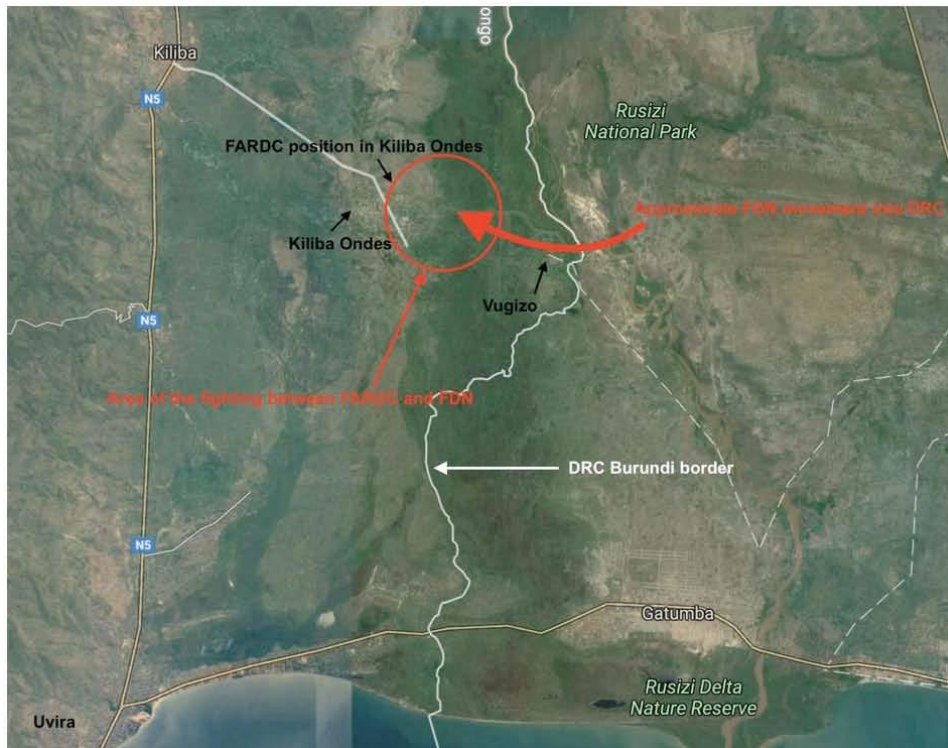 ongo
Kiliba
N5
Rusizi
National Park
FARDC position in Kiliba Ondes
Approximate FDN movement into DRC
Kiliba Ondes
Vugizo
N5
Area of the fighting between FARDC and FDN
DRC Burundi border
N5
Gatumba
Rusizi Delta
Nature Reserve
Uvira